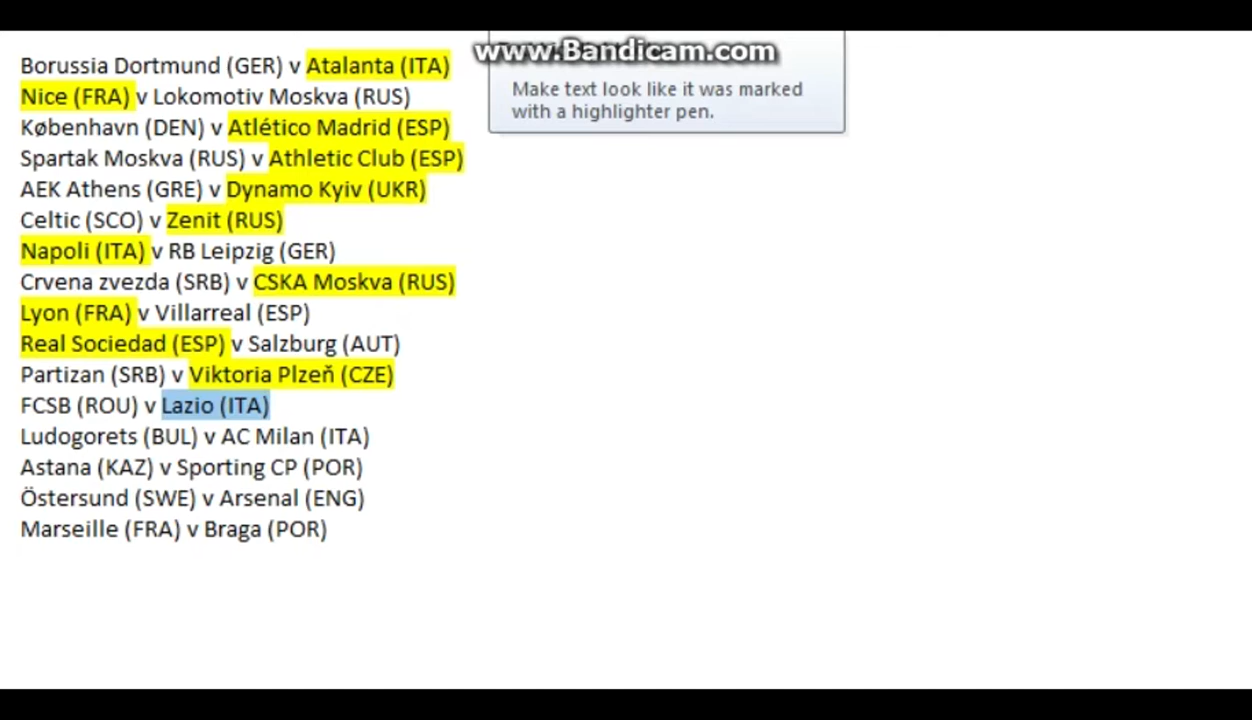 www.Bandicam.com
Make text look like it was marked
with a highlighter pen.
Borussia Dortmund (GER) v Atalanta (ITA)
Nice (FRA) v Lokomotiv Moskva (RUS)
København (DEN) v Atlético Madrid (ESP)
Spartak Moskva (RUS) v Athletic Club (ESP)
AEK Athens (GRE) v Dynamo Kyiv (UKR)
Celtic (SCO) v Zenit (RUS)
Napoli (ITA) v RB Leipzig (GER)
Crvena zvezda (SRB) v CSKA Moskva (RUS)
Lyon (FRA) v Villarreal (ESP)
Real Sociedad (ESP) v Salzburg (AUT)
Partizan (SRB) v Viktoria Plzeň (CZE)
FCSB (ROU) v Lazio (ITA)
Ludogorets (BUL) v AC Milan (ITA)
Astana (KAZ) v Sporting CP (POR)
Östersund (SWE) v Arsenal (ENG)
Marseille (FRA) v Braga (POR)